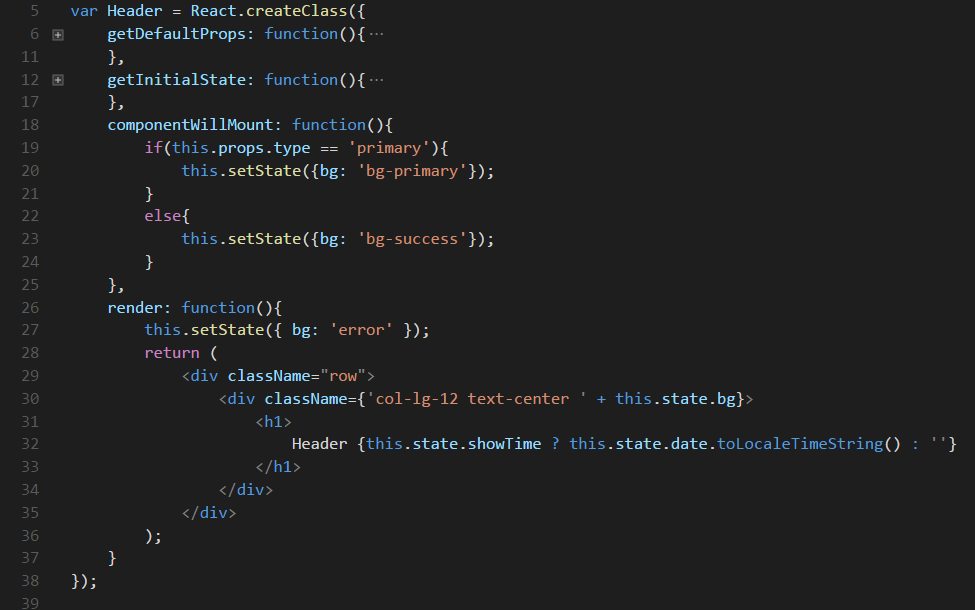 5 var Header = React.createClass({
6 getDefaultProps: function(){···
11 },
12 getInitialState: function(){···
17 },
18 componentWillMount: function(){
19 if(this.props.type == 'primary'){
20 this.setState({bg: 'bg-primary'});
21 }
22 else{
23 this.setState({bg: 'bg-success'});
24 }
25 },
26 render: function(){
27 this.setState({ bg: 'error' });
28 return (
29 <div className="row">
30 <div className={'col-lg-12 text-center ' + this.state.bg}>
31 <h1>
32 Header {this.state.showTime ? this.state.date.toLocaleTimeString() : ''}
33 </h1>
34 </div>
35 </div>
36 );
37 }
38 });
39